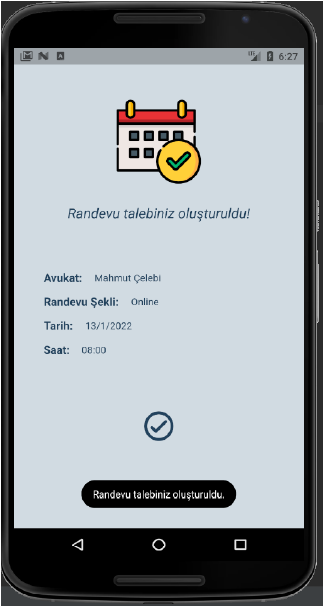 6:27
Randevu talebiniz oluşturuldu!
Avukat: Mahmut Çelebi
Randevu Şekli: Online
Tarih: 13/1/2022
Saat: 08:00
Randevu talebiniz oluşturuldu.